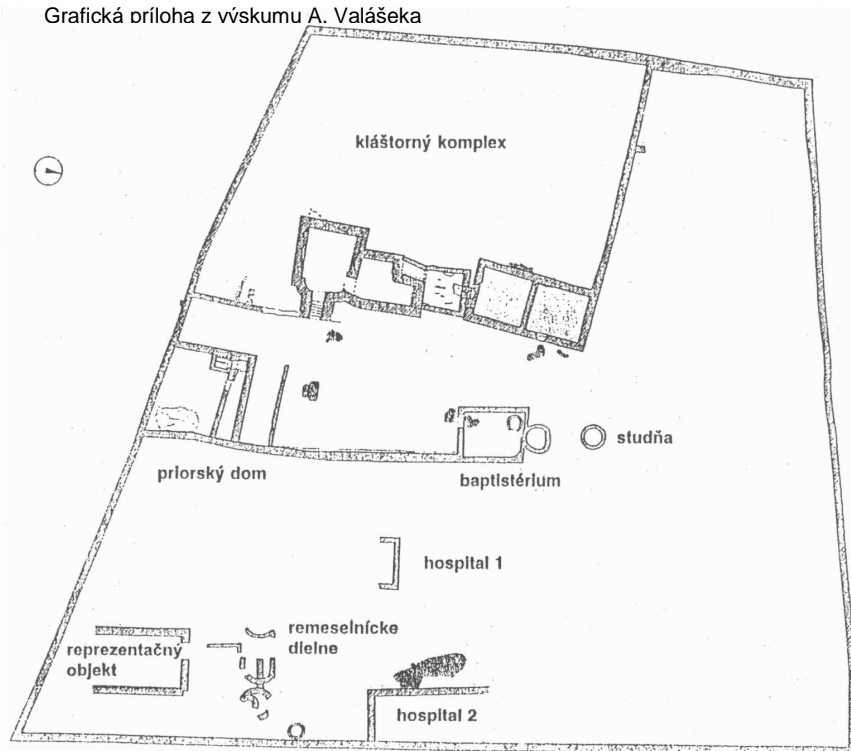 Grafická príloha z výskumu A. Valášeka
kláštorný komplex
studňa
priorský dom
baptistérium
hospital 1
remeselnícke
dielne
reprezentačný
objekt
hospital 2